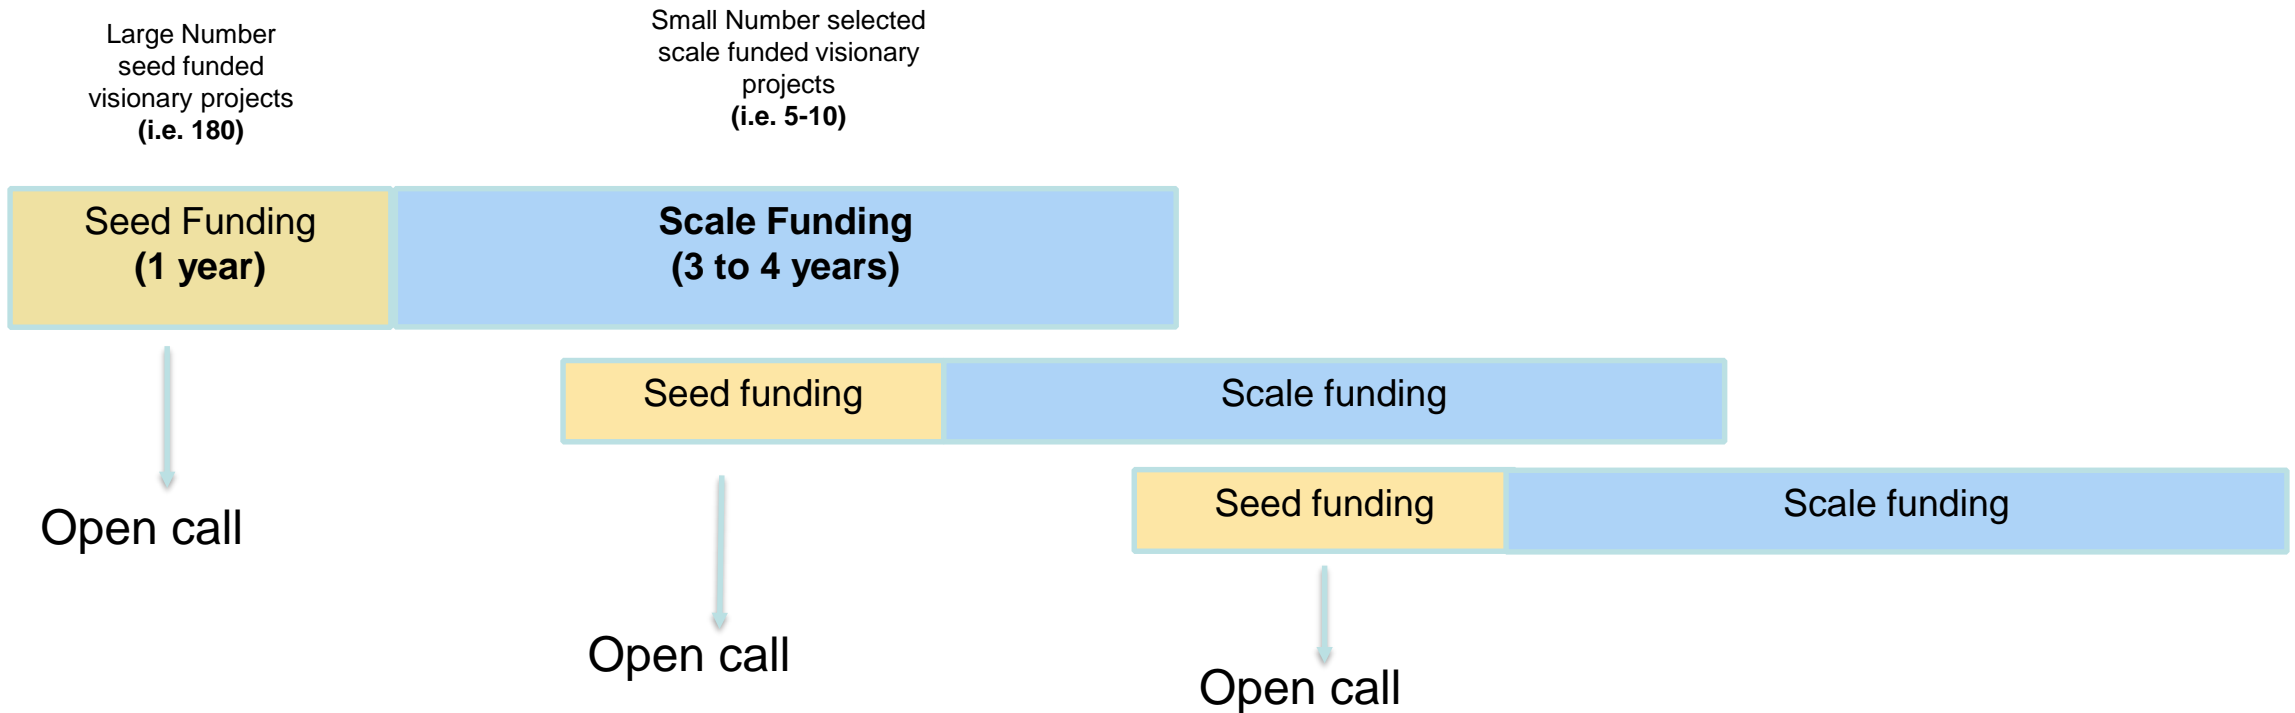 Large Number
seed funded
visionary projects
(i.e. 180)
Small Number selected
scale funded visionary
projects
(i.e. 5-10)
Seed Funding
(1 year)
Scale Funding
(3 to 4 years)
Seed funding
Scale funding
Seed funding
Scale funding
Open call
Open call
Open call